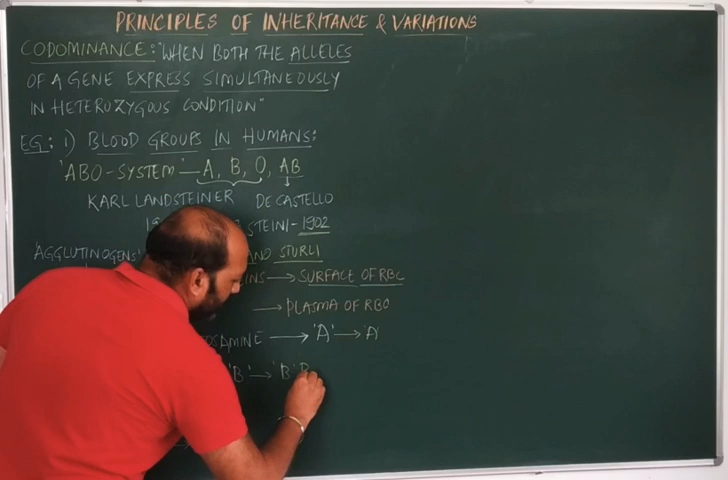 PRINCIPLES OF INHERITANCE & VARIATIONS
CODOMINANCE: "WHEN BOTH THE ALLELES
OF A GENE EXPRESS SIMULTANEOUSLY
IN HETEROZYGOUS CONDITION"
EG: 1) BLOOD GROUPS IN HUMANS:
'ABO-SYSTEM' — A, B, O, AB
KARL LANDSTEINER DE CASTELLO
STEINI - 1902
'AGGLUTINOGENS' AND STURLI
→ SURFACE OF RBC
→ PLASMA OF RBC
→ 'A' → 'A'
'B' → 'B'